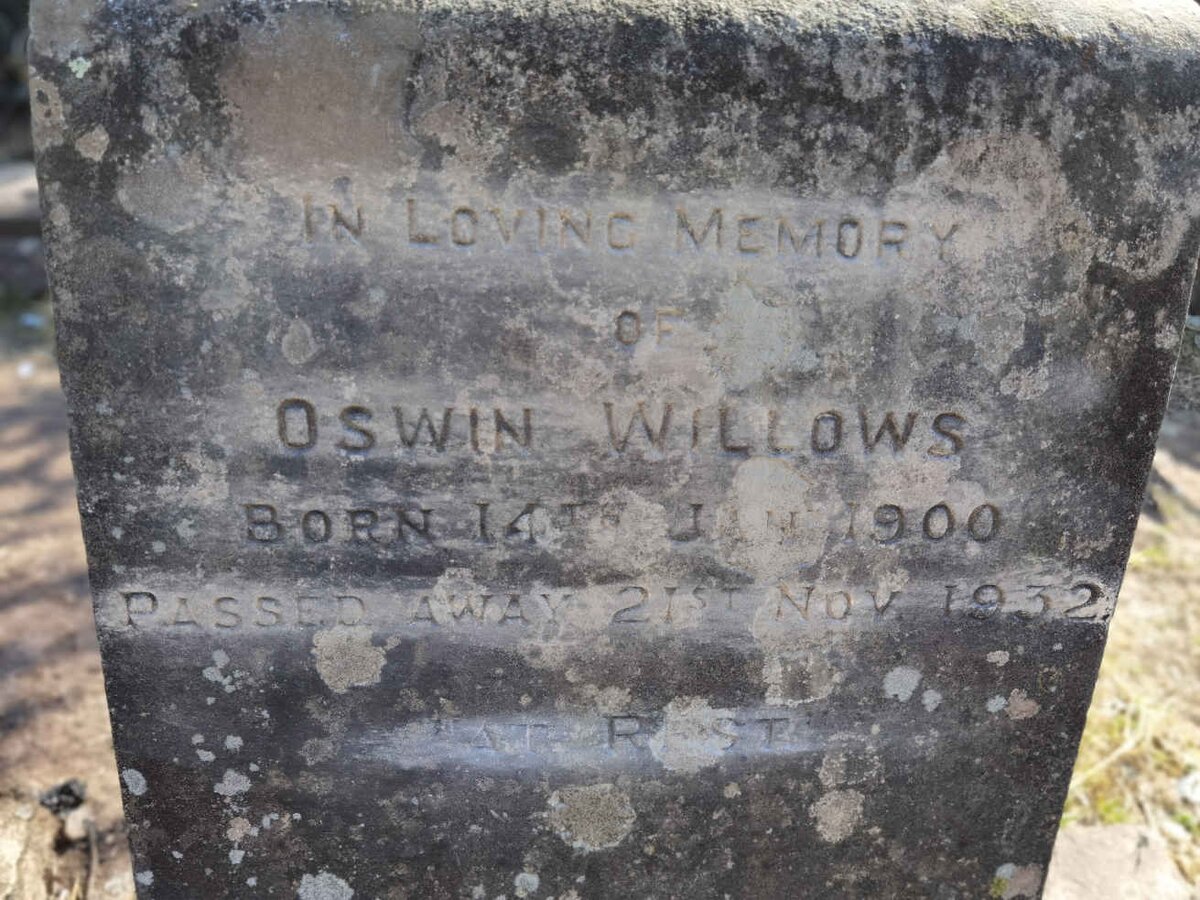 In Loving Memory
of
Oswin Willows
Born 14th Jan 1900
Passed away 21st Nov 1932
"At Rest"